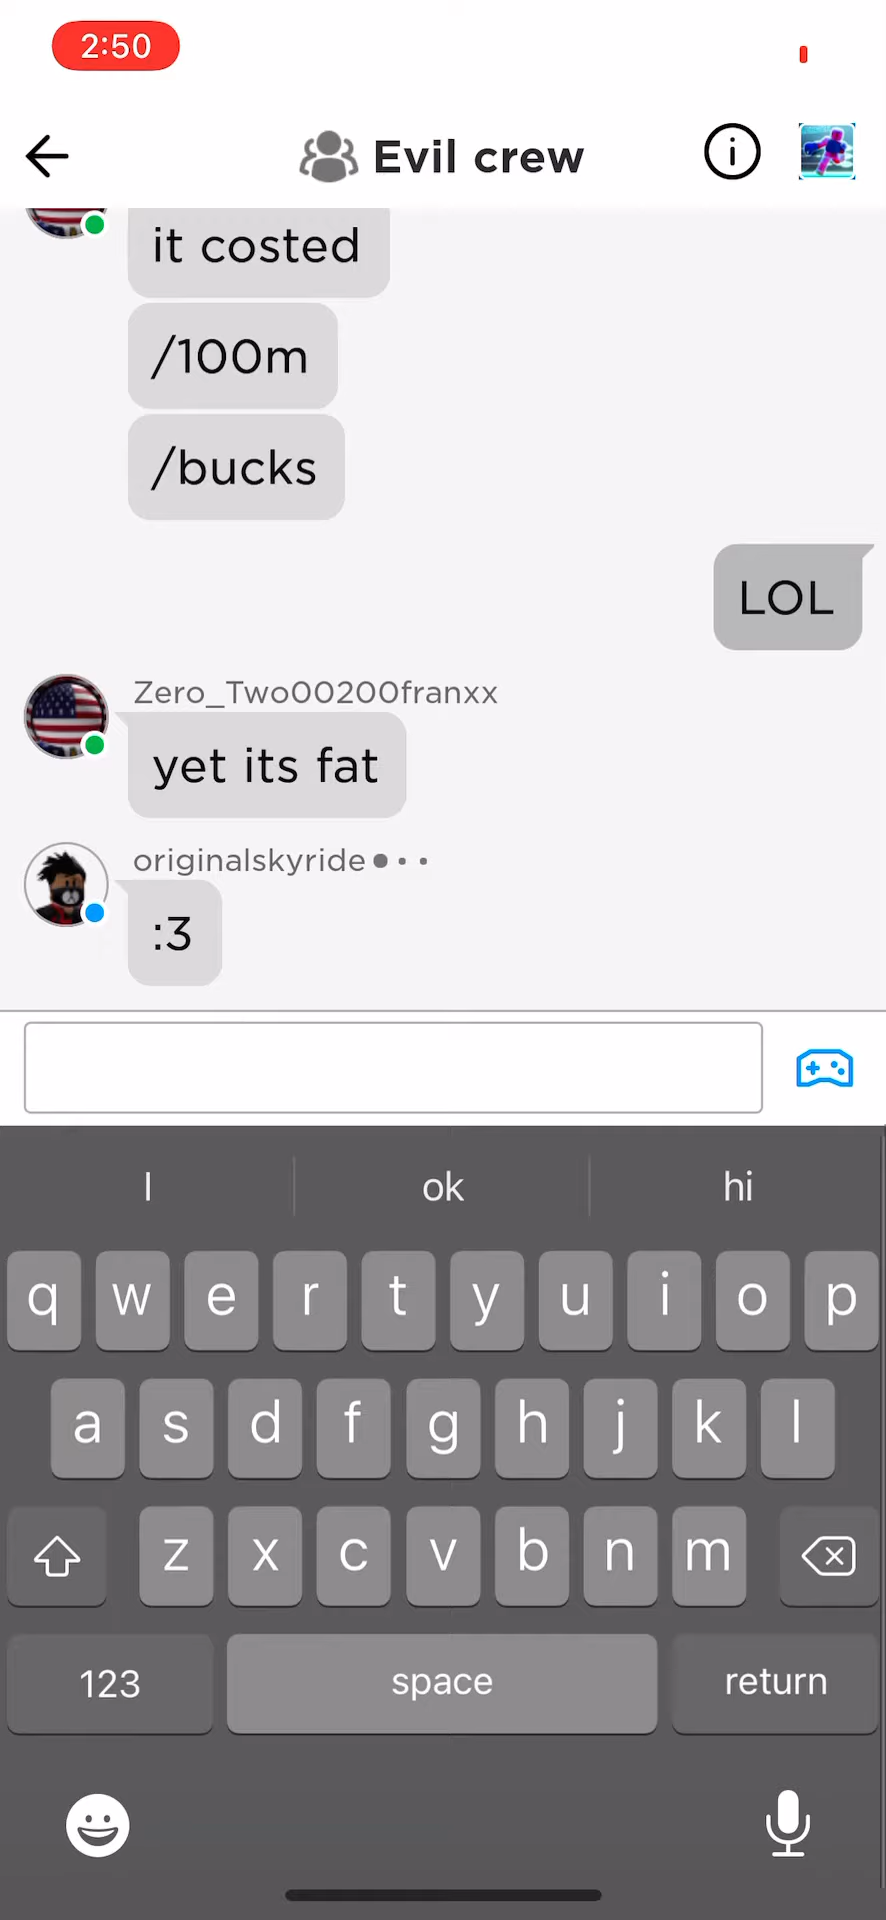 2:50
Evil crew
it costed
/100m
/bucks
LOL
Zero_Two00200franxx
yet its fat
originalskyride
:3
I ok hi
q w e r t y u i o p
a s d f g h j k l
z x c v b n m
123 space return